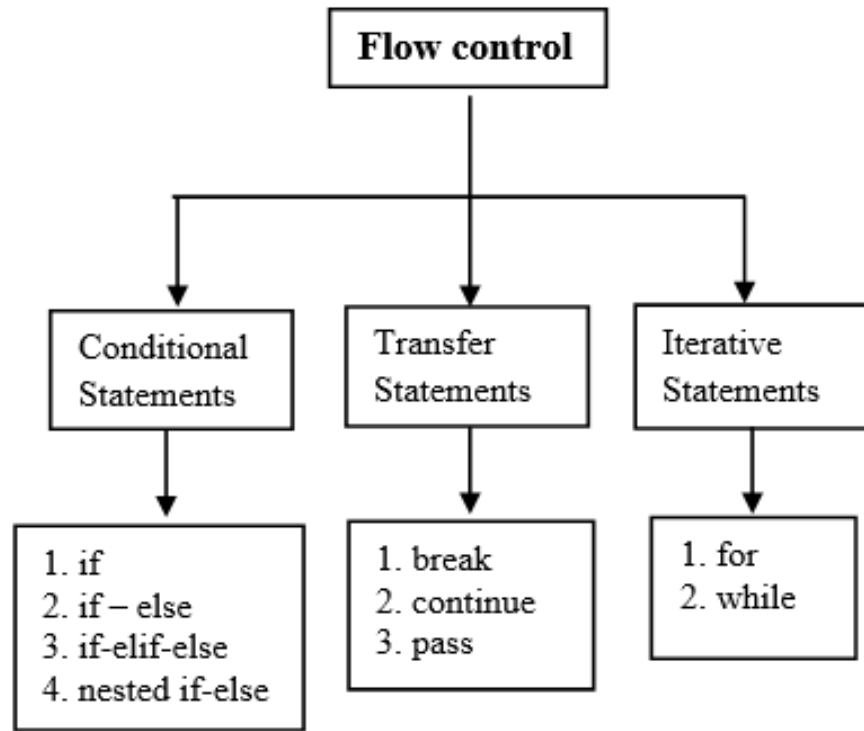 Flow control
Conditional
Statements
Transfer
Statements
Iterative
Statements
1. if
2. if – else
3. if-elif-else
4. nested if-else
1. break
2. continue
3. pass
1. for
2. while